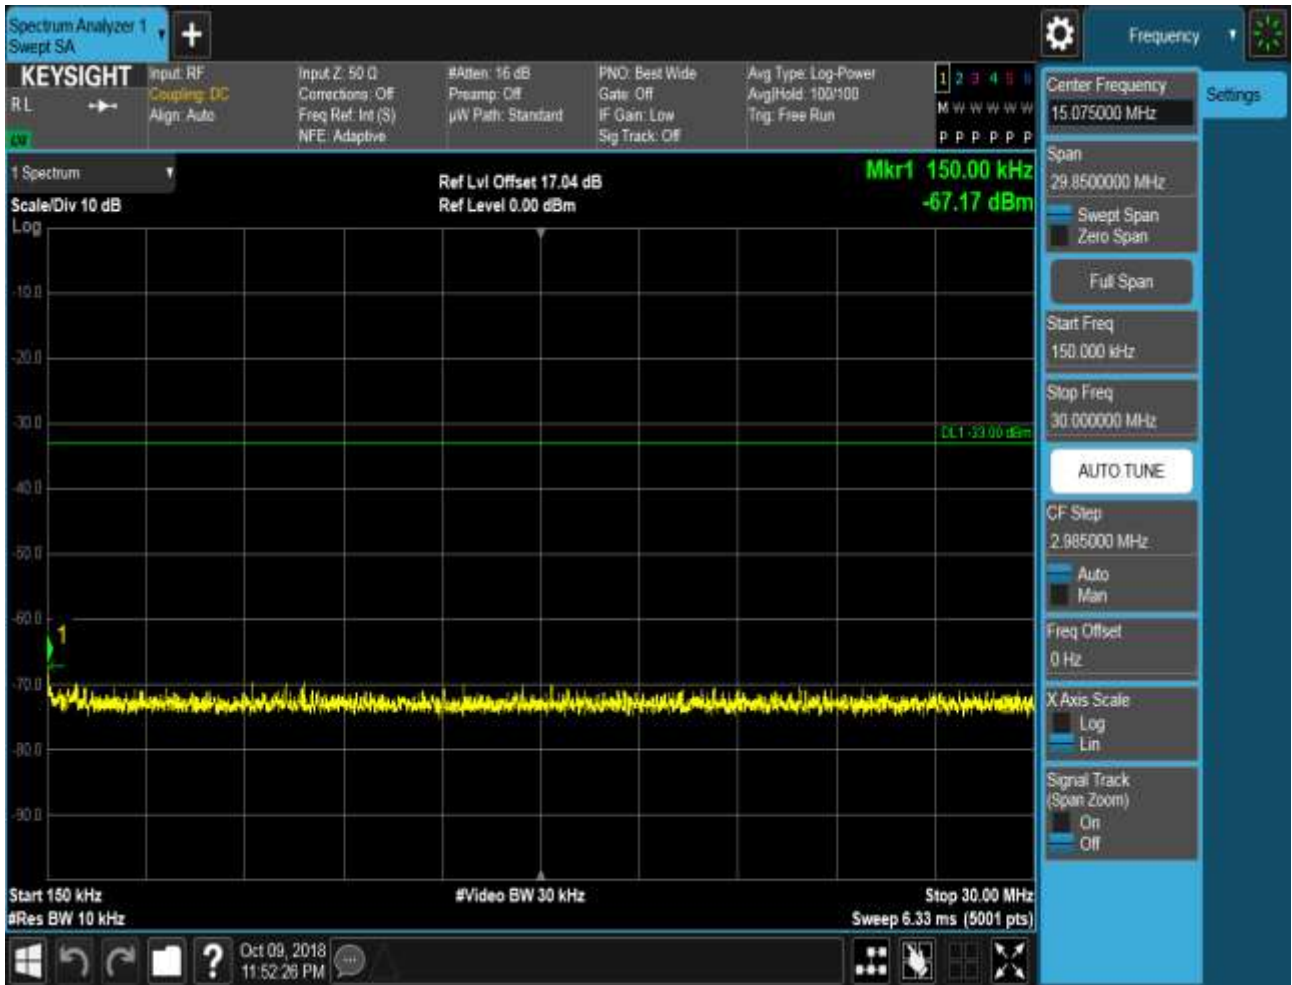 Spectrum Analyzer 1
Swept SA
+
Frequency
KEYSIGHT
RL
Input: RF
Coupling: DC
Align: Auto
Input Z: 50 Ω
Corrections: Off
Freq Ref: Int (S)
NFE: Adaptive
#Atten: 16 dB
Preamp: Off
µW Path: Standard
PNO: Best Wide
Gate: Off
IF Gain: Low
Sig Track: Off
Avg Type: Log-Power
Avg|Hold: 100/100
Trig: Free Run
1 2 3 4 5 6
M W W W W W
P P P P P P
1 Spectrum
Scale/Div 10 dB
Log
Ref Lvl Offset 17.04 dB
Ref Level 0.00 dBm
Mkr1 150.00 kHz
-67.17 dBm
-10.0
-20.0
-30.0
DL1 -33.00 dBm
-40.0
-50.0
-60.0
1
-70.0
-80.0
-90.0
Start 150 kHz
#Video BW 30 kHz
Stop 30.00 MHz
#Res BW 10 kHz
Sweep 6.33 ms (5001 pts)
?
Oct 09, 2018
11:52:26 PM
Center Frequency
15.075000 MHz
Settings
Span
29.8500000 MHz
Swept Span
Zero Span
Full Span
Start Freq
150.000 kHz
Stop Freq
30.000000 MHz
AUTO TUNE
CF Step
2.985000 MHz
Auto
Man
Freq Offset
0 Hz
X Axis Scale
Log
Lin
Signal Track
(Span Zoom)
On
Off